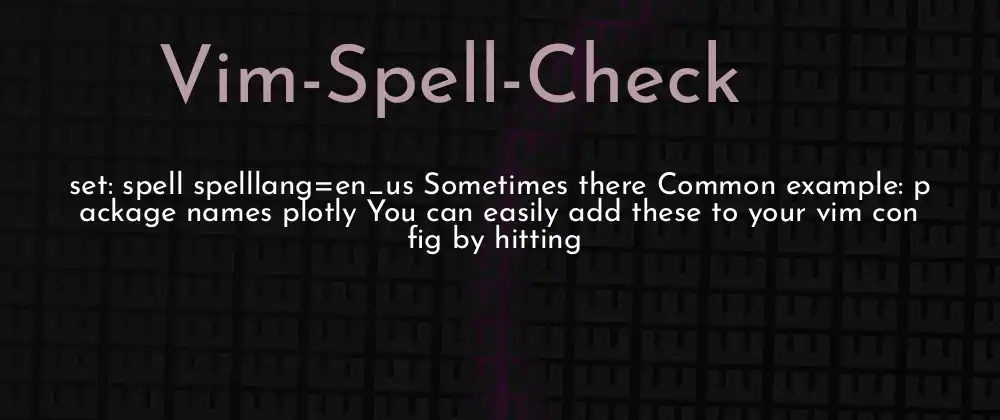 Vim-Spell-Check
set: spell spelllang=en_us Sometimes there Common example: p
ackage names plotly You can easily add these to your vim con
fig by hitting